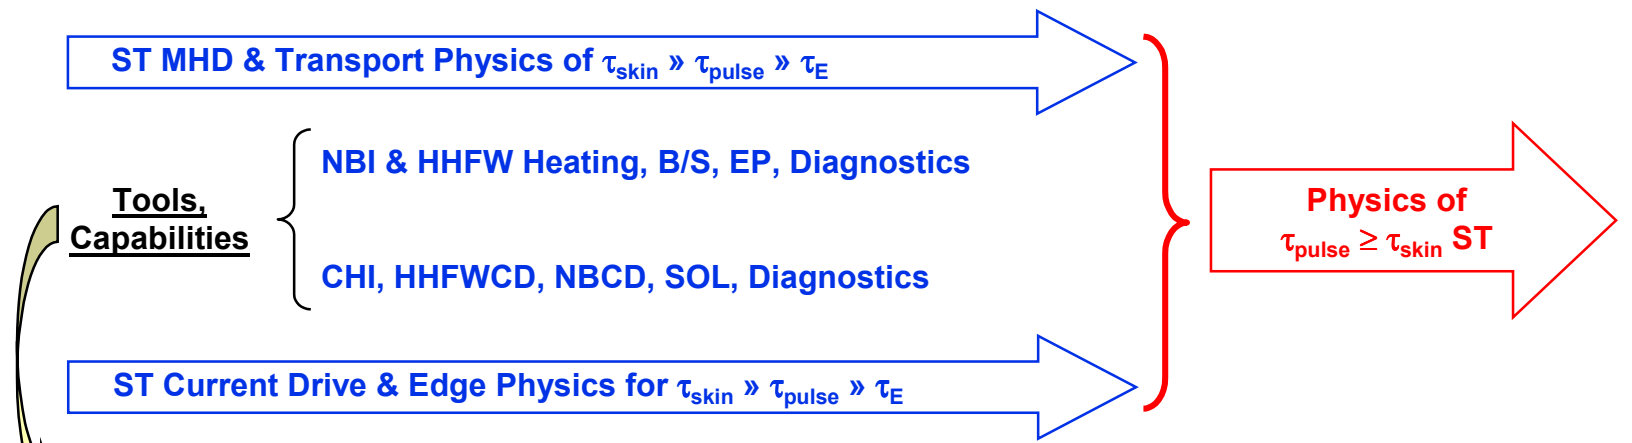 ST MHD & Transport Physics of τskin » τpulse » τE
NBI & HHFW Heating, B/S, EP, Diagnostics
Tools,
Capabilities
CHI, HHFWCD, NBCD, SOL, Diagnostics
ST Current Drive & Edge Physics for τskin » τpulse » τE
Physics of
τpulse ≥ τskin ST